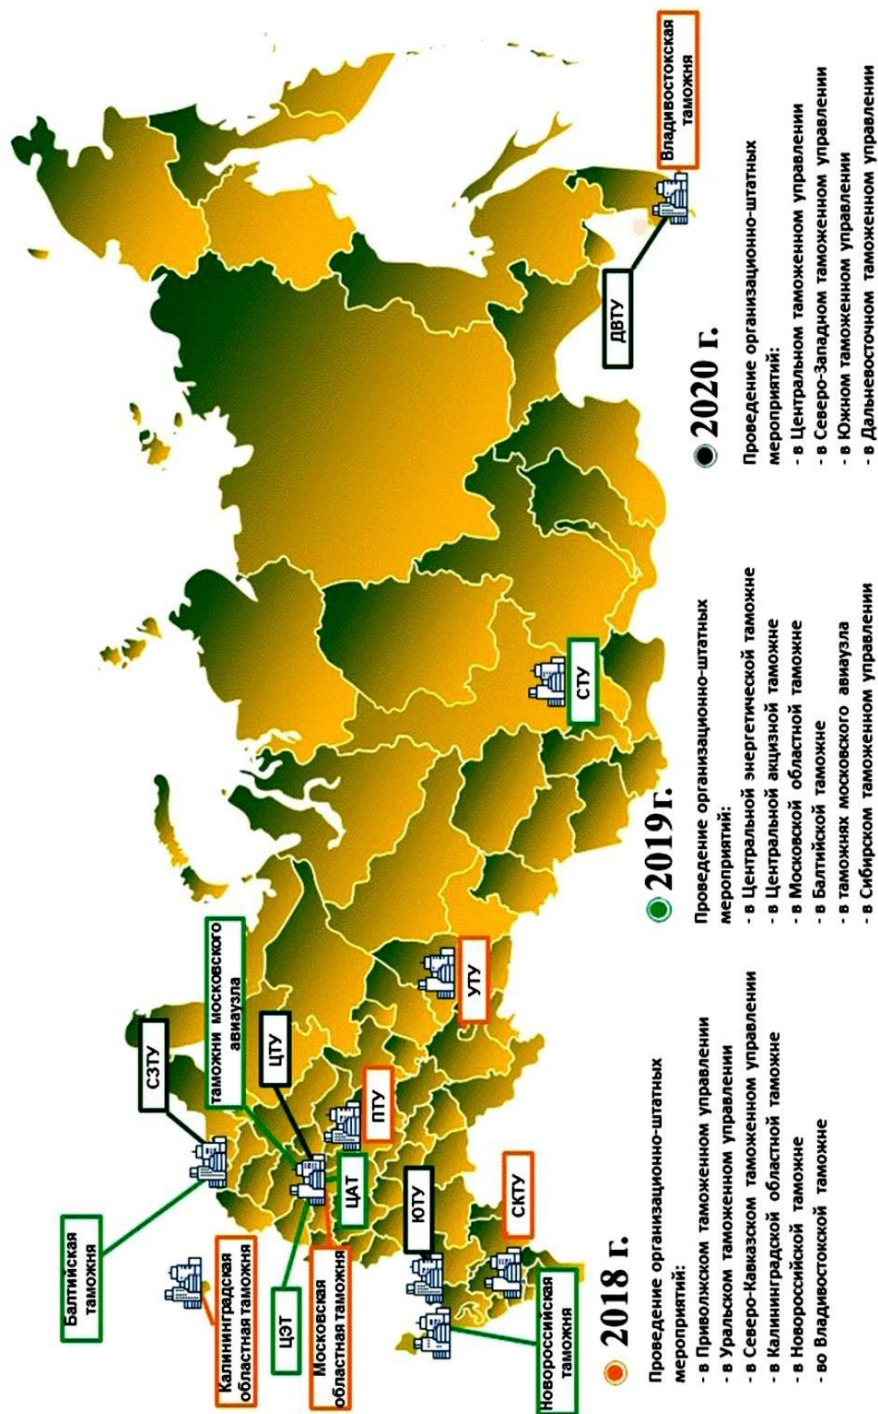 Балтийская
таможня
Калининградская
областная таможня
ЦЭТ
Московская
областная таможня
Новороссийская
таможня
СЗТУ
таможни московского
авиаузла
ЦТУ
ЦАТ
ПТУ
ЮТУ
СКТУ
УТУ
СТУ
ДВТУ
Владивостокская
таможня
2018 г.
Проведение организационно-штатных
мероприятий:
- в Приволжском таможенном управлении
- в Уральском таможенном управлении
- в Северо-Кавказском таможенном управлении
- в Калининградской областной таможне
- в Новороссийской таможне
- во Владивостокской таможне
2019г.
Проведение организационно-штатных
мероприятий:
- в Центральной энергетической таможне
- в Центральной акцизной таможне
- в Московской областной таможне
- в Балтийской таможне
- в таможнях московского авиаузла
- в Сибирском таможенном управлении
2020 г.
Проведение организационно-штатных
мероприятий:
- в Центральном таможенном управлении
- в Северо-Западном таможенном управлении
- в Южном таможенном управлении
- в Дальневосточном таможенном управлении